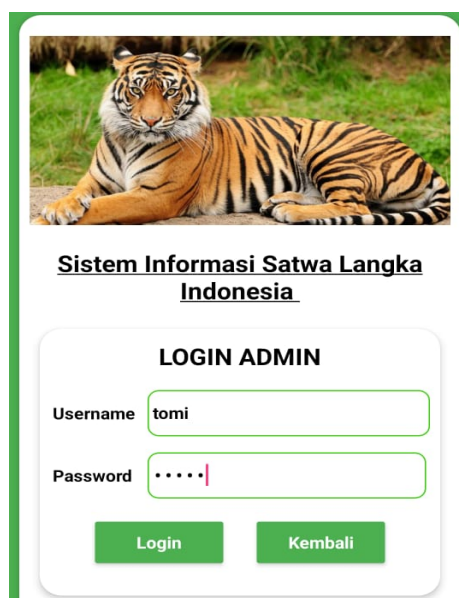 Sistem Informasi Satwa Langka
Indonesia
LOGIN ADMIN
Username tomi
Password •••••
Login Kembali